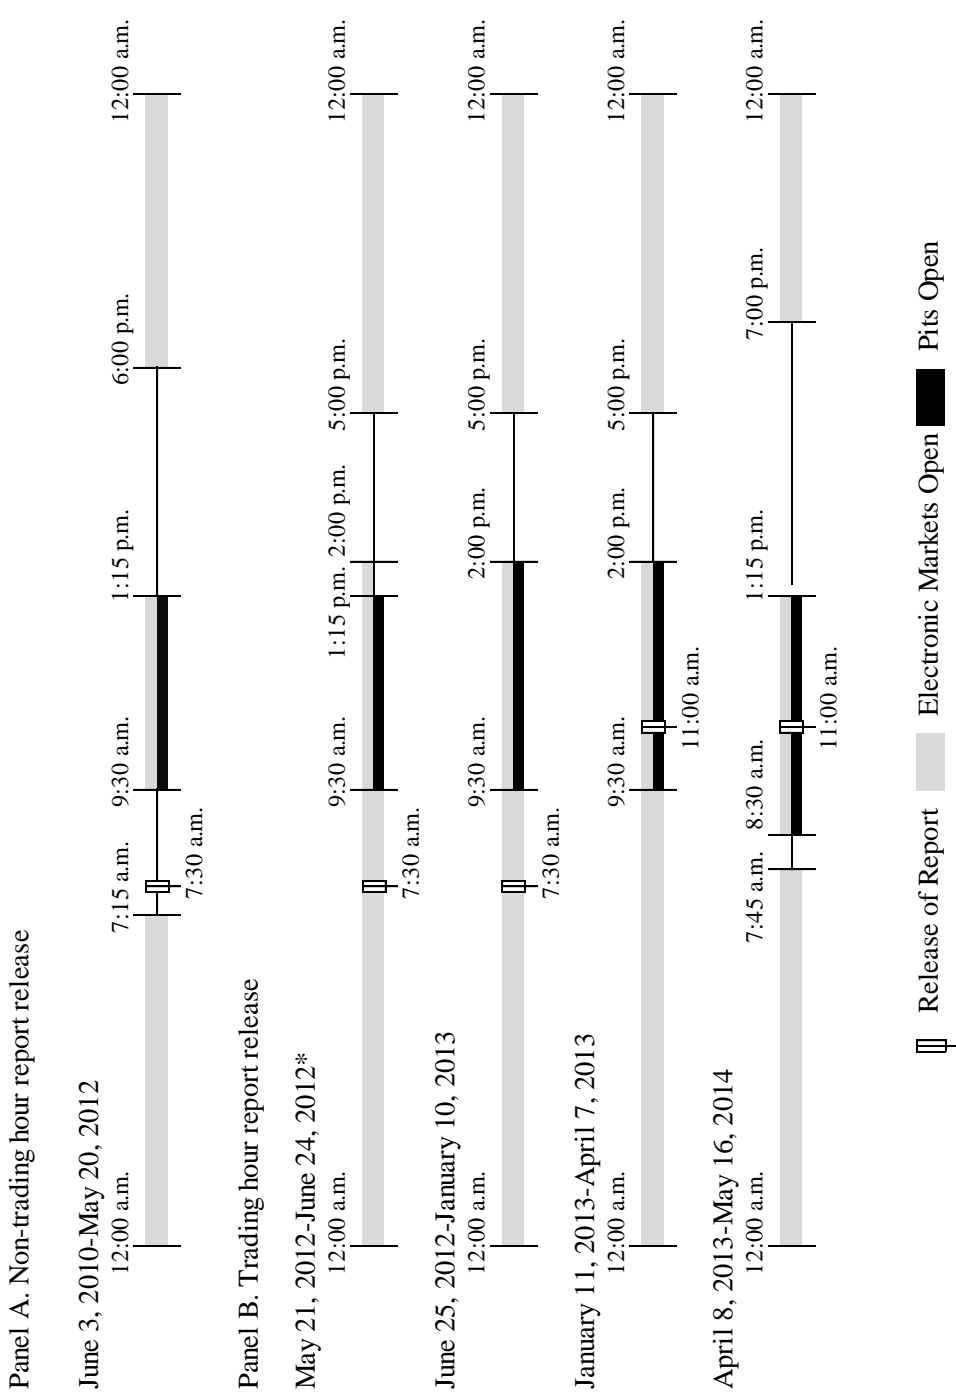 Panel A. Non-trading hour report release
June 3, 2010-May 20, 2012
12:00 a.m. 7:15 a.m. 9:30 a.m. 1:15 p.m. 6:00 p.m. 12:00 a.m.
7:30 a.m.
Panel B. Trading hour report release
May 21, 2012-June 24, 2012*
12:00 a.m. 9:30 a.m. 1:15 p.m. 2:00 p.m. 5:00 p.m. 12:00 a.m.
7:30 a.m.
June 25, 2012-January 10, 2013
12:00 a.m. 9:30 a.m. 2:00 p.m. 5:00 p.m. 12:00 a.m.
7:30 a.m.
January 11, 2013-April 7, 2013
12:00 a.m. 9:30 a.m. 2:00 p.m. 5:00 p.m. 12:00 a.m.
11:00 a.m.
April 8, 2013-May 16, 2014
12:00 a.m. 7:45 a.m. 8:30 a.m. 1:15 p.m. 7:00 p.m. 12:00 a.m.
11:00 a.m.
Release of Report Electronic Markets Open Pits Open